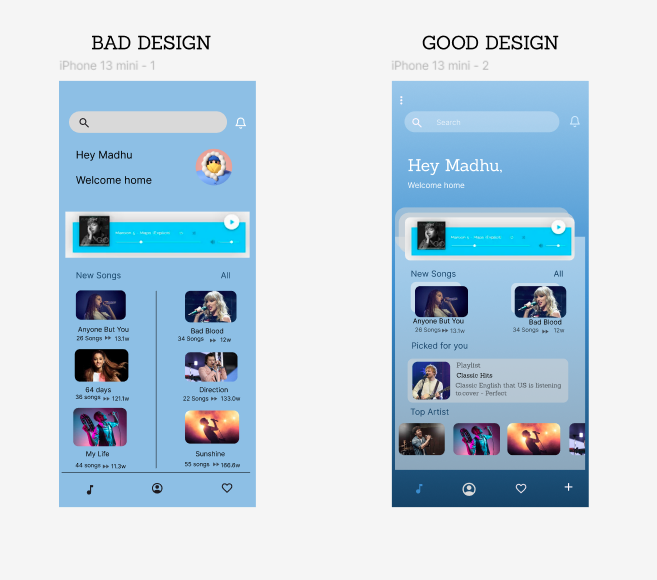 BAD DESIGN
iPhone 13 mini - 1
Hey Madhu
Welcome home
New Songs
All
Anyone But You
26 Songs 13.1w
Bad Blood
34 Songs 12w
64 days
36 songs 121.1w
Direction
22 Songs 133.0w
My Life
44 songs 11.3w
Sunshine
55 songs 166.6w
GOOD DESIGN
iPhone 13 mini - 2
Search
Hey Madhu,
Welcome home
New Songs
All
Anyone But You
26 Songs 13.1w
Bad Blood
34 Songs 12w
Picked for you
Playlist
Classic Hits
Classic English that US is listening
to cover - Perfect
Top Artist